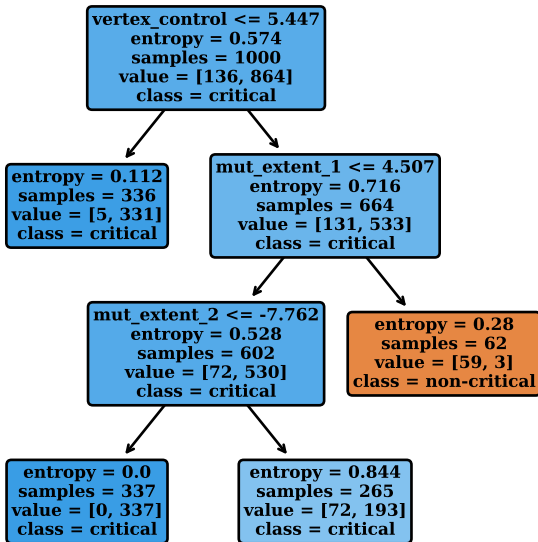 vertex_control <= 5.447
entropy = 0.574
samples = 1000
value = [136, 864]
class = critical
entropy = 0.112
samples = 336
value = [5, 331]
class = critical
mut_extent_1 <= 4.507
entropy = 0.716
samples = 664
value = [131, 533]
class = critical
mut_extent_2 <= -7.762
entropy = 0.528
samples = 602
value = [72, 530]
class = critical
entropy = 0.28
samples = 62
value = [59, 3]
class = non-critical
entropy = 0.0
samples = 337
value = [0, 337]
class = critical
entropy = 0.844
samples = 265
value = [72, 193]
class = critical